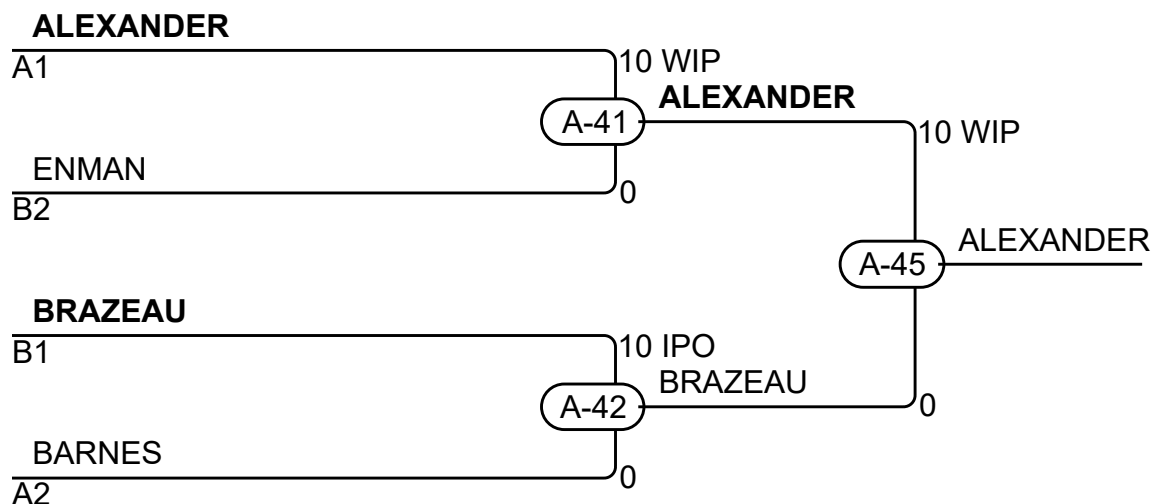 ALEXANDER
A1
10 WIP
A-41
ALEXANDER
10 WIP
ENMAN
B2
0
A-45
ALEXANDER
BRAZEAU
B1
10 IPO
A-42
BRAZEAU
0
BARNES
A2
0